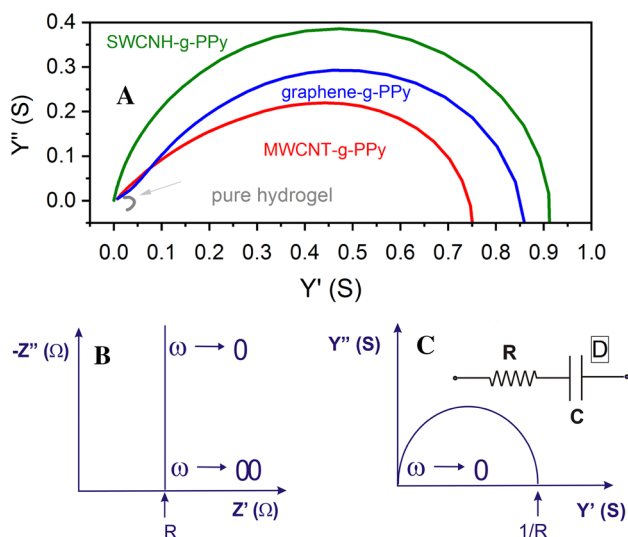 0.4
0.3
0.2
0.1
0.0
Y'' (S)
A
SWCNH-g-PPy
graphene-g-PPy
MWCNT-g-PPy
pure hydrogel
0.0 0.1 0.2 0.3 0.4 0.5 0.6 0.7 0.8 0.9 1.0
Y' (S)
-Z'' (Ω)
B
ω → 0
ω → 00
Z' (Ω)
R
Y'' (S)
C
R
D
C
ω → 0
Y' (S)
1/R